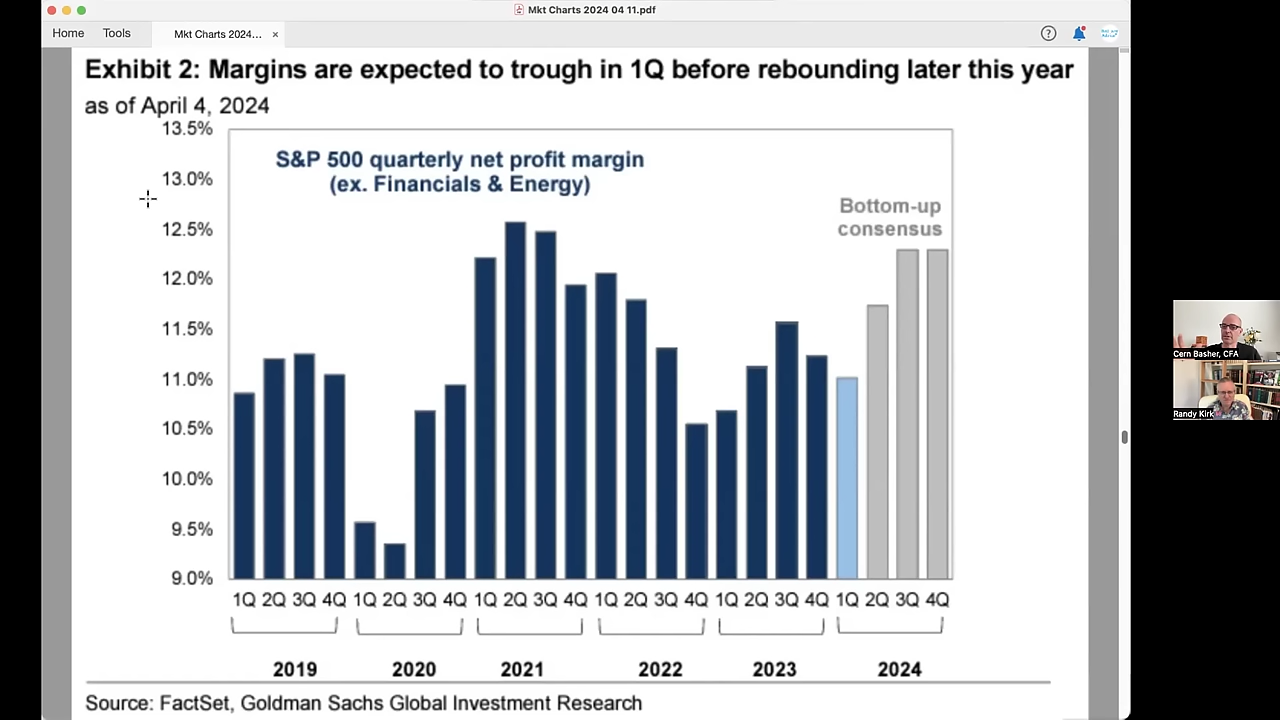 Mkt Charts 2024 04 11.pdf
Home Tools Mkt Charts 2024... ×
Exhibit 2: Margins are expected to trough in 1Q before rebounding later this year
as of April 4, 2024
13.5%
S&P 500 quarterly net profit margin
(ex. Financials & Energy)
13.0%
Bottom-up
consensus
12.5%
12.0%
11.5%
11.0%
10.5%
10.0%
9.5%
9.0%
1Q 2Q 3Q 4Q 1Q 2Q 3Q 4Q 1Q 2Q 3Q 4Q 1Q 2Q 3Q 4Q 1Q 2Q 3Q 4Q 1Q 2Q 3Q 4Q
2019 2020 2021 2022 2023 2024
Source: FactSet, Goldman Sachs Global Investment Research
Cern Basher, CFA
Randy Kirk